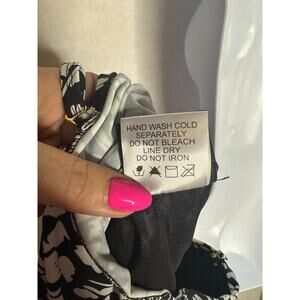 HAND WASH COLD
SEPARATELY
DO NOT BLEACH
LINE DRY
DO NOT IRON